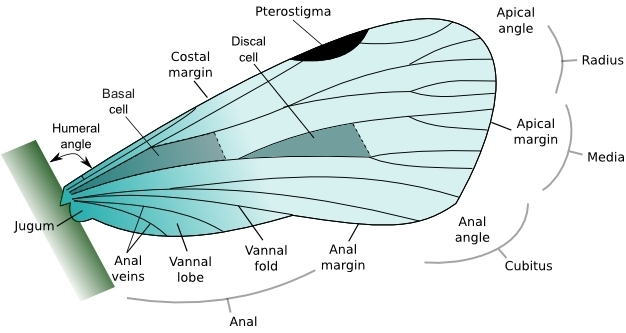 Pterostigma
Apical
angle
Discal
cell
Costal
margin
Radius
Basal
cell
Humeral
angle
Apical
margin
Media
Jugum
Anal
angle
Anal
veins
Vannal
lobe
Vannal
fold
Anal
margin
Cubitus
Anal